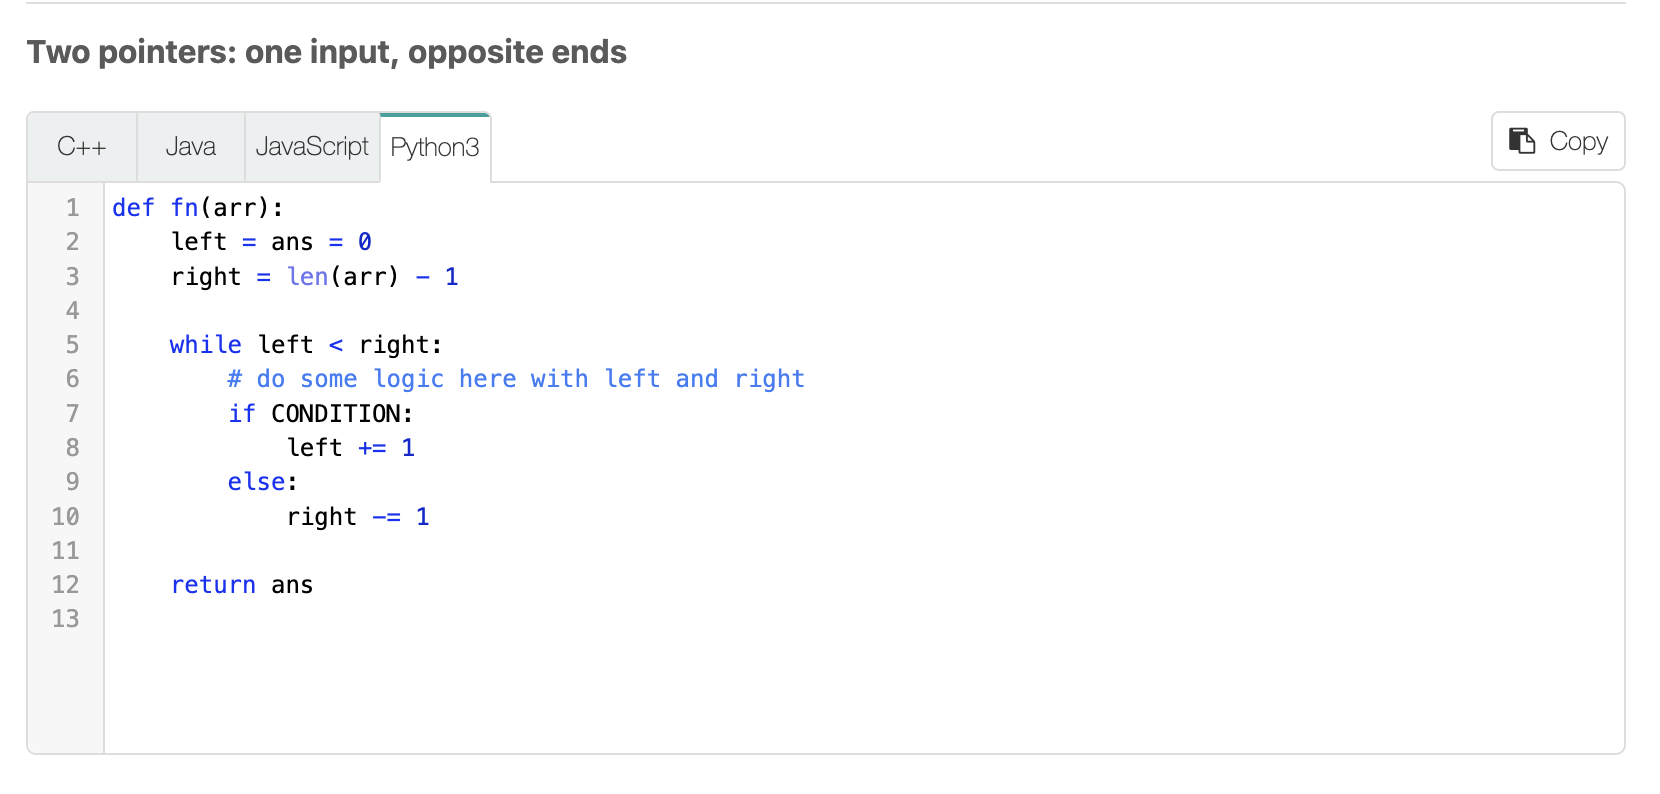 Two pointers: one input, opposite ends
C++ Java JavaScript Python3 Copy
1 def fn(arr):
2     left = ans = 0
3     right = len(arr) - 1
4
5     while left < right:
6         # do some logic here with left and right
7         if CONDITION:
8             left += 1
9         else:
10             right -= 1
11
12     return ans
13